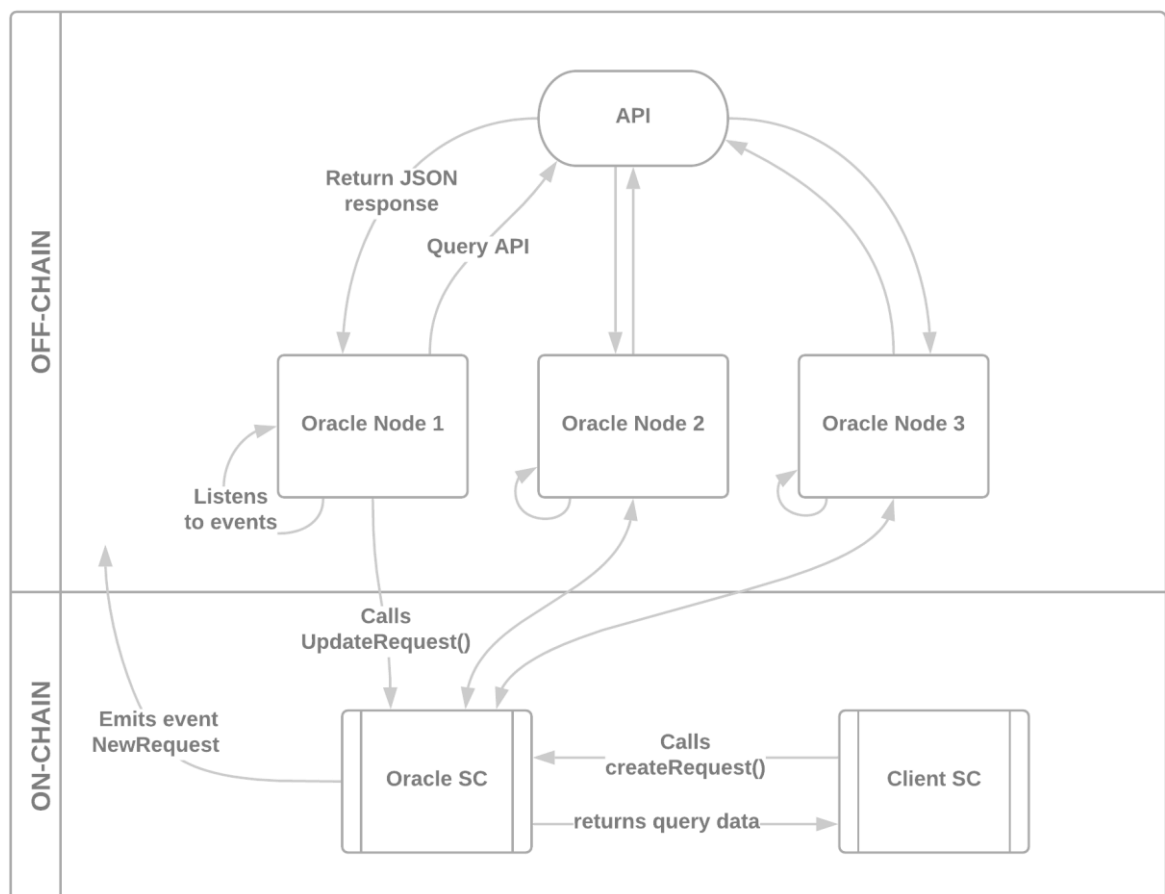 API
Return JSON
response
Query API
OFF-CHAIN
Oracle Node 1
Oracle Node 2
Oracle Node 3
Listens
to events
Calls
UpdateRequest()
ON-CHAIN
Emits event
NewRequest
Oracle SC
Calls
createRequest()
returns query data
Client SC